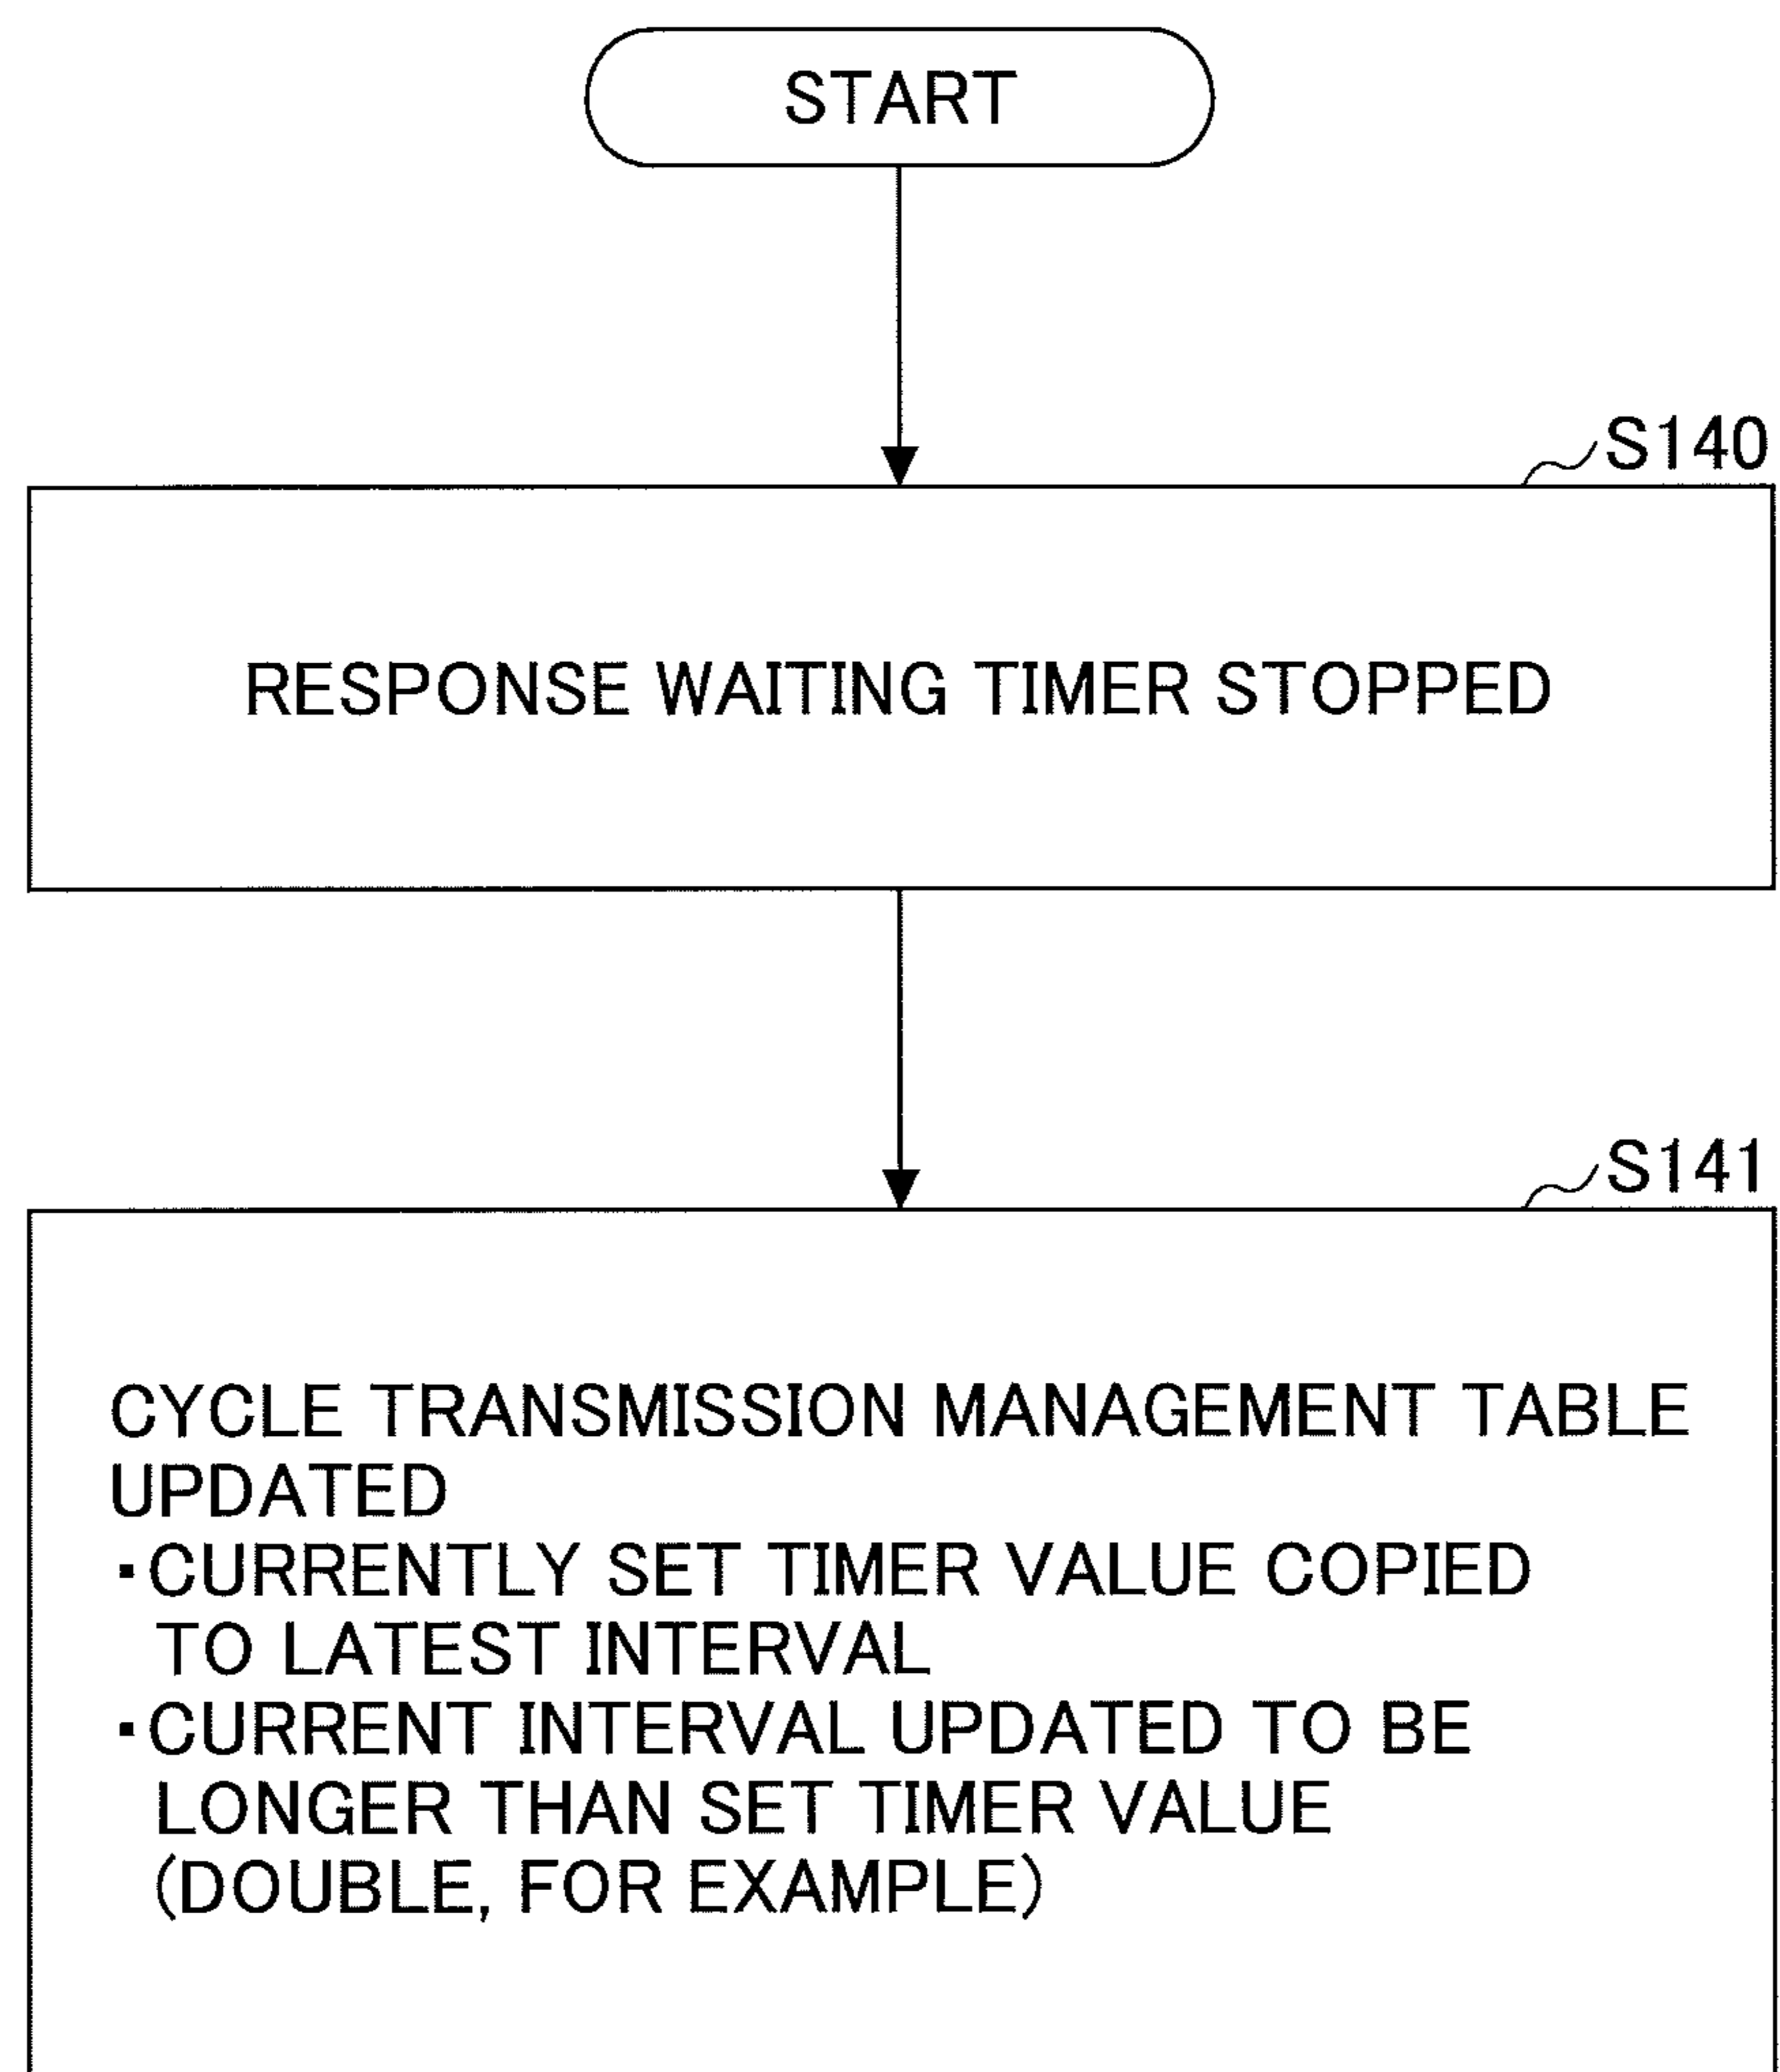 START
S140
RESPONSE WAITING TIMER STOPPED
S141
CYCLE TRANSMISSION MANAGEMENT TABLE
UPDATED
・CURRENTLY SET TIMER VALUE COPIED
TO LATEST INTERVAL
・CURRENT INTERVAL UPDATED TO BE
LONGER THAN SET TIMER VALUE
(DOUBLE, FOR EXAMPLE)